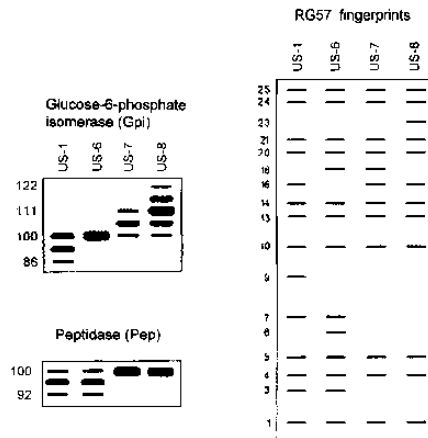 RG57 fingerprints
US-1
US-6
US-7
US-8
25
24
23
21
20
18
16
14
13
10
9
7
6
5
4
3
1
Glucose-6-phosphate
isomerase (Gpi)
US-1
US-6
US-7
US-8
122
111
100
86
Peptidase (Pep)
100
92